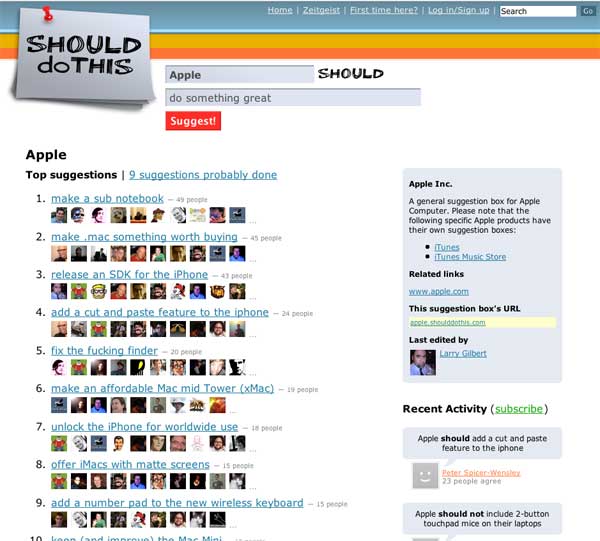 Home | Zeitgeist | First time here? | Log in/Sign up | Search Go
SHOULD
doTHIS
Apple SHOULD
do something great
Suggest!
Apple
Top suggestions | 9 suggestions probably done
1. make a sub notebook — 49 people
...
2. make .mac something worth buying — 45 people
...
3. release an SDK for the iPhone — 43 people
...
4. add a cut and paste feature to the iphone — 24 people
...
5. fix the fucking finder — 20 people
...
6. make an affordable Mac mid Tower (xMac) — 19 people
...
7. unlock the iPhone for worldwide use — 18 people
...
8. offer iMacs with matte screens — 15 people
...
9. add a number pad to the new wireless keyboard — 15 people
...
10. keep (and improve) the Mac Mini
Apple Inc.
A general suggestion box for Apple
Computer. Please note that the
following specific Apple products have
their own suggestion boxes:
iTunes
iTunes Music Store
Related links
www.apple.com
This suggestion box's URL
apple.shoulddothis.com
Last edited by
Larry Gilbert
Recent Activity (subscribe)
Apple should add a cut and paste
feature to the iphone
Peter Spicer-Wensley
23 people agree
Apple should not include 2-button
touchpad mice on their laptops